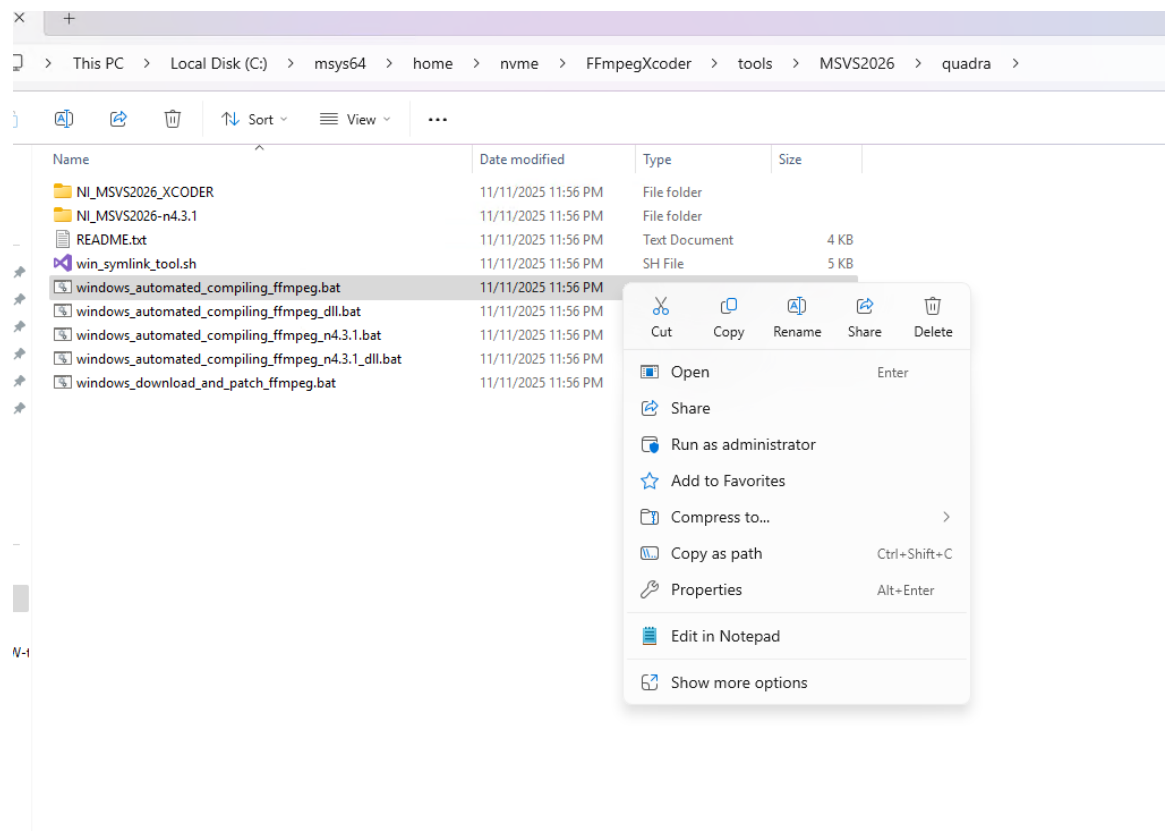 This PC > Local Disk (C:) > msys64 > home > nvme > FFmpegXcoder > tools > MSVS2026 > quadra >
Sort View ...
Name Date modified Type Size
NI_MSVS2026_XCODER 11/11/2025 11:56 PM File folder
NI_MSVS2026-n4.3.1 11/11/2025 11:56 PM File folder
README.txt 11/11/2025 11:56 PM Text Document 4 KB
win_symlink_tool.sh 11/11/2025 11:56 PM SH File 5 KB
windows_automated_compiling_ffmpeg.bat 11/11/2025 11:56 PM
windows_automated_compiling_ffmpeg_dll.bat 11/11/2025 11:56 PM
windows_automated_compiling_ffmpeg_n4.3.1.bat 11/11/2025 11:56 PM
windows_automated_compiling_ffmpeg_n4.3.1_dll.bat 11/11/2025 11:56 PM
windows_download_and_patch_ffmpeg.bat 11/11/2025 11:56 PM
Cut Copy Rename Share Delete
Open Enter
Share
Run as administrator
Add to Favorites
Compress to...
Copy as path Ctrl+Shift+C
Properties Alt+Enter
Edit in Notepad
Show more options